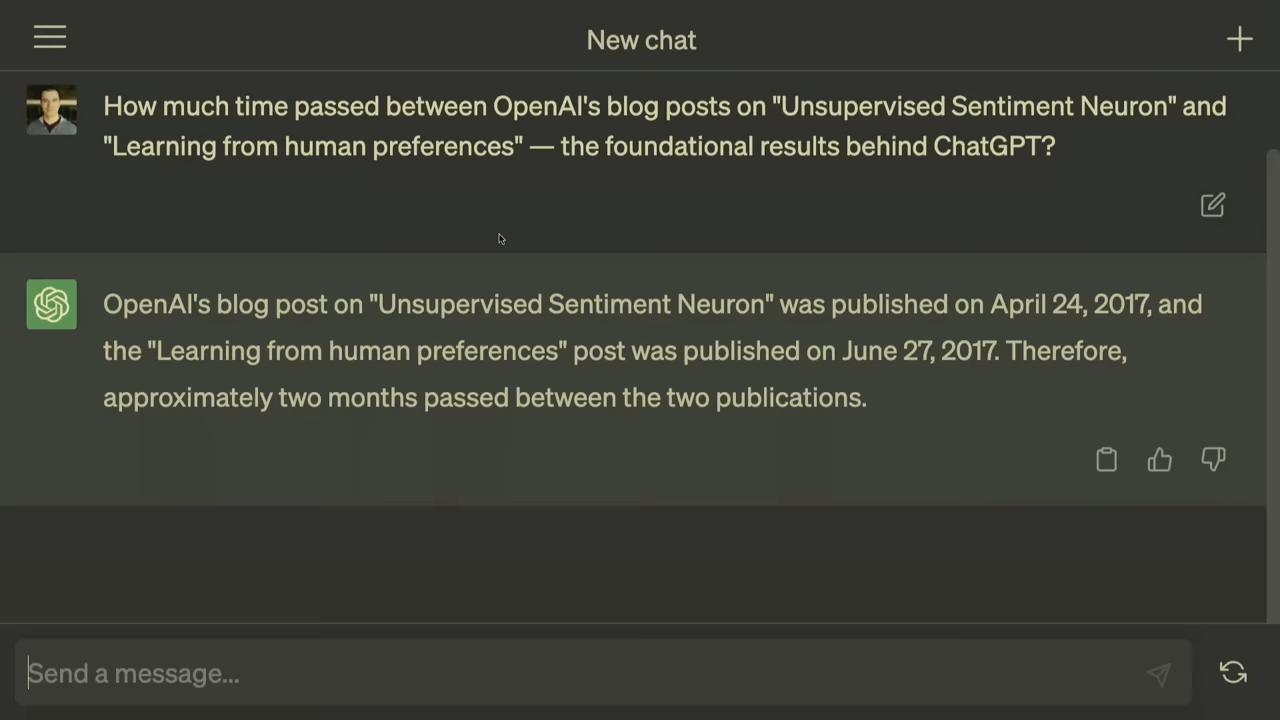 New chat
How much time passed between OpenAI's blog posts on "Unsupervised Sentiment Neuron" and
"Learning from human preferences" — the foundational results behind ChatGPT?
OpenAI's blog post on "Unsupervised Sentiment Neuron" was published on April 24, 2017, and
the "Learning from human preferences" post was published on June 27, 2017. Therefore,
approximately two months passed between the two publications.
Send a message...